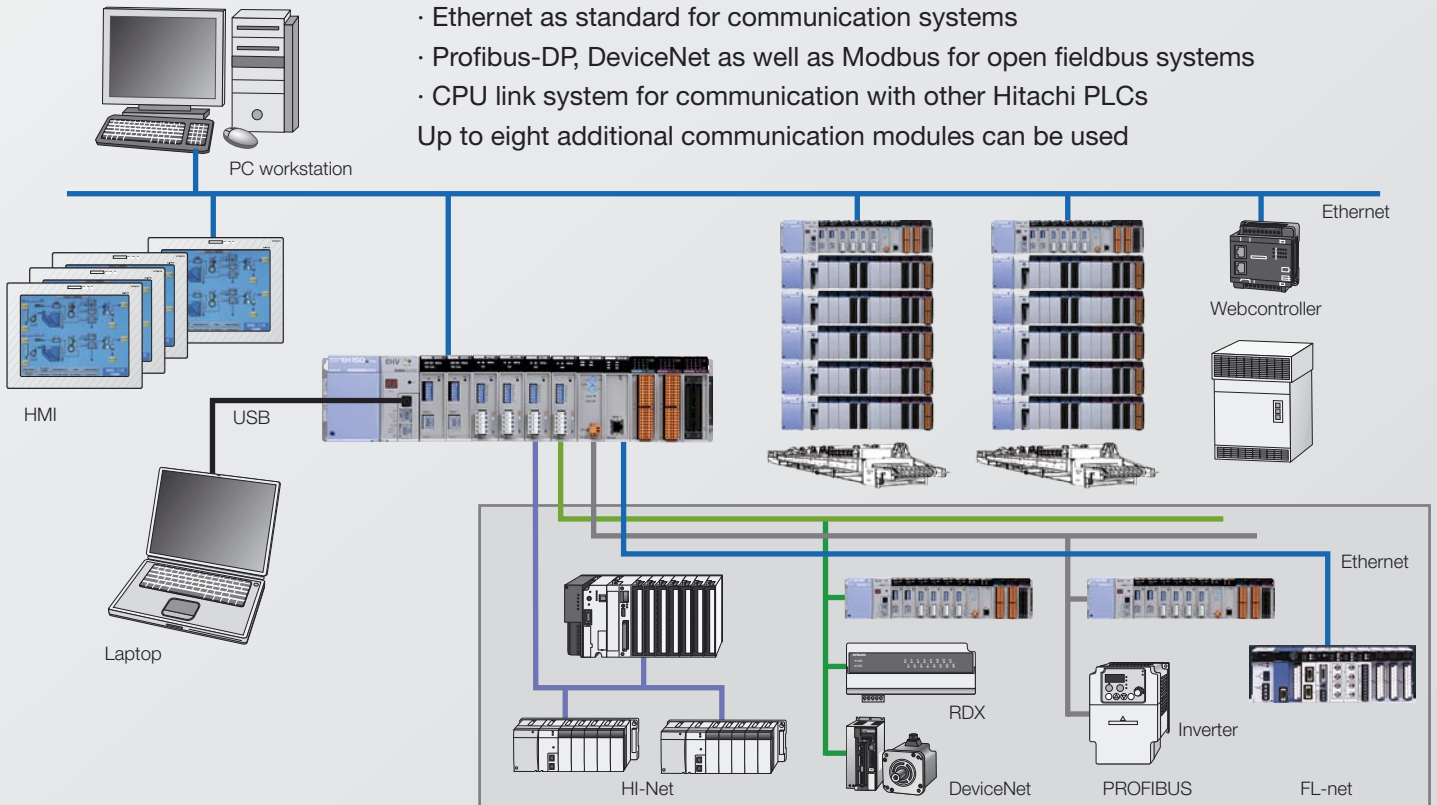 · Ethernet as standard for communication systems
· Profibus-DP, DeviceNet as well as Modbus for open fieldbus systems
· CPU link system for communication with other Hitachi PLCs
Up to eight additional communication modules can be used
PC workstation
Ethernet
Webcontroller
HMI
USB
EHV
Laptop
Ethernet
RDX
Inverter
HI-Net
DeviceNet
PROFIBUS
FL-net